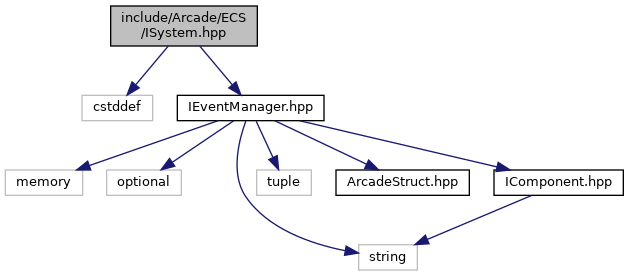 include/Arcade/ECS
/ISystem.hpp
cstddef
IEventManager.hpp
memory
optional
tuple
ArcadeStruct.hpp
IComponent.hpp
string